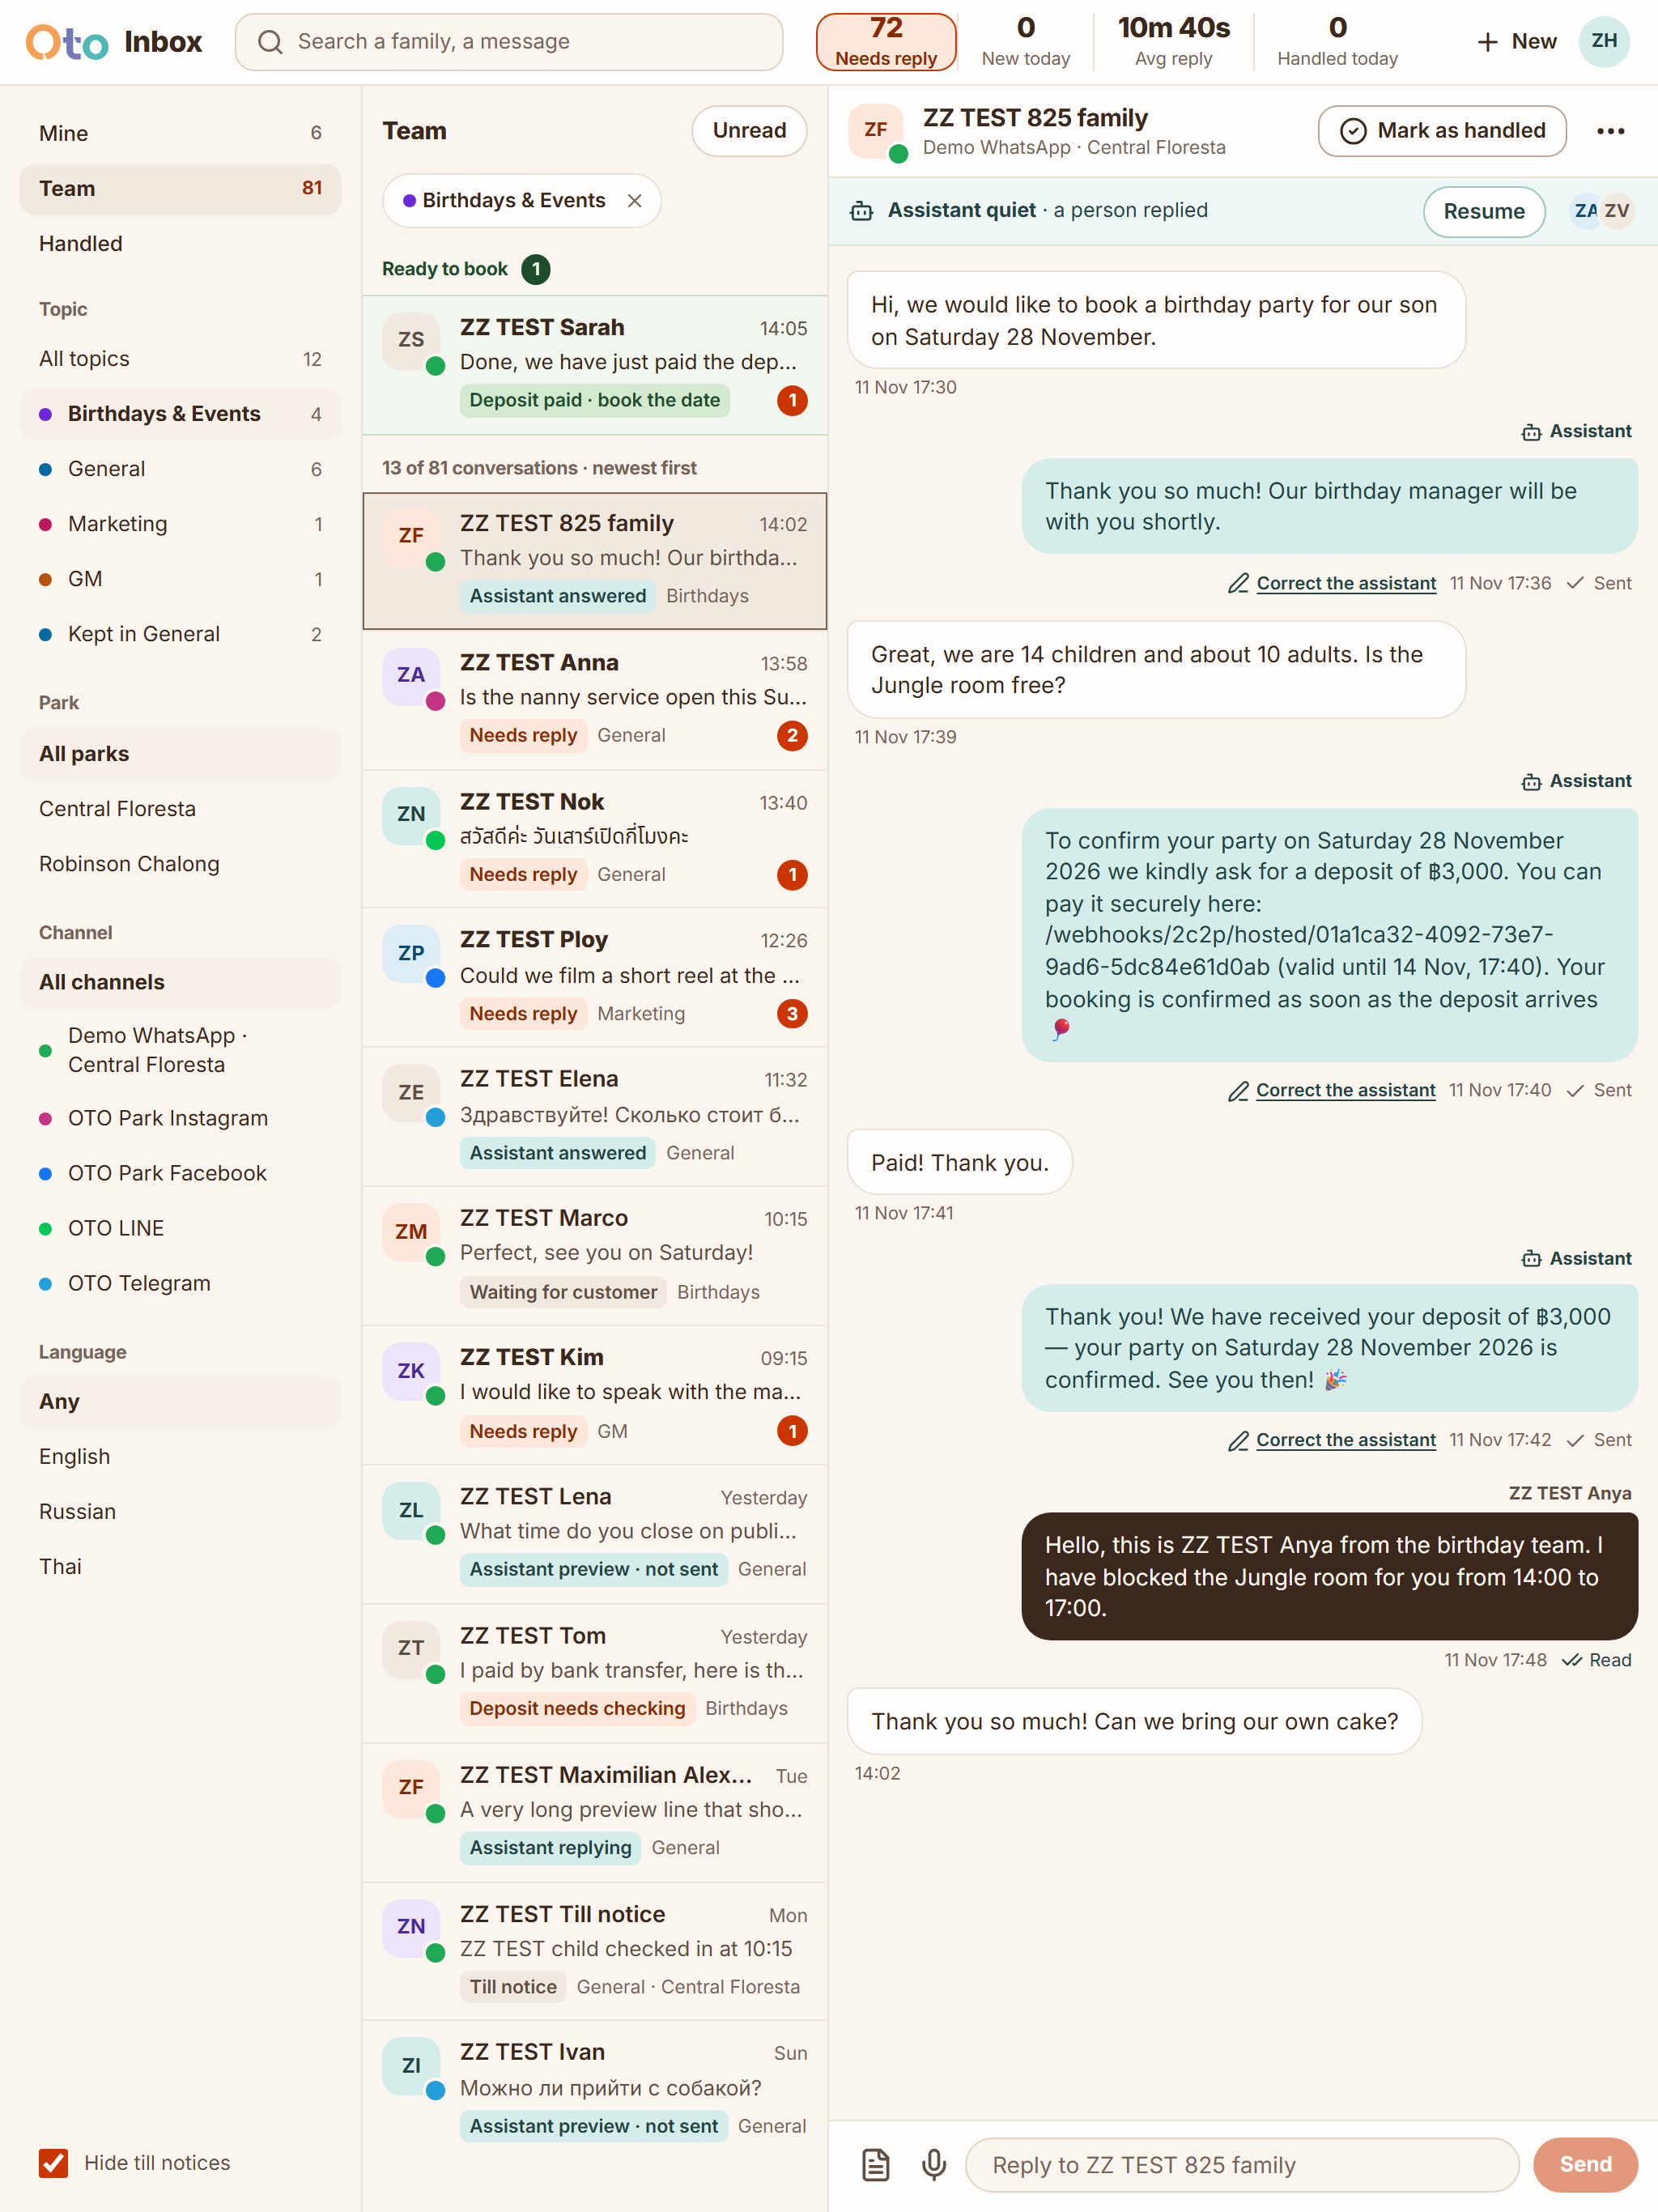 Oto Inbox
Search a family, a message
72
Needs reply
0
New today
10m 40s
Avg reply
0
Handled today
New
ZH
Mine 6
Team 81
Handled
Topic
All topics 12
Birthdays & Events 4
General 6
Marketing 1
GM 1
Kept in General 2
Park
All parks
Central Floresta
Robinson Chalong
Channel
All channels
Demo WhatsApp ·
Central Floresta
OTO Park Instagram
OTO Park Facebook
OTO LINE
OTO Telegram
Language
Any
English
Russian
Thai
Hide till notices
Team
Unread
Birthdays & Events
Ready to book 1
ZS
ZZ TEST Sarah 14:05
Done, we have just paid the dep...
Deposit paid · book the date 1
13 of 81 conversations · newest first
ZF
ZZ TEST 825 family 14:02
Thank you so much! Our birthda...
Assistant answered Birthdays
ZA
ZZ TEST Anna 13:58
Is the nanny service open this Su...
Needs reply General 2
ZN
ZZ TEST Nok 13:40
สวัสดีค่ะ วันเสาร์เปิดกี่โมงคะ
Needs reply General 1
ZP
ZZ TEST Ploy 12:26
Could we film a short reel at the ...
Needs reply Marketing 3
ZE
ZZ TEST Elena 11:32
Здравствуйте! Сколько стоит б...
Assistant answered General
ZM
ZZ TEST Marco 10:15
Perfect, see you on Saturday!
Waiting for customer Birthdays
ZK
ZZ TEST Kim 09:15
I would like to speak with the ma...
Needs reply GM 1
ZL
ZZ TEST Lena Yesterday
What time do you close on publi...
Assistant preview · not sent General
ZT
ZZ TEST Tom Yesterday
I paid by bank transfer, here is th...
Deposit needs checking Birthdays
ZF
ZZ TEST Maximilian Alex... Tue
A very long preview line that sho...
Assistant replying General
ZN
ZZ TEST Till notice Mon
ZZ TEST child checked in at 10:15
Till notice General · Central Floresta
ZI
ZZ TEST Ivan Sun
Можно ли прийти с собакой?
Assistant preview · not sent General
ZF
ZZ TEST 825 family
Demo WhatsApp · Central Floresta
Mark as handled
Assistant quiet · a person replied
Resume
ZA ZV
Hi, we would like to book a birthday party for our son
on Saturday 28 November.
11 Nov 17:30
Assistant
Thank you so much! Our birthday manager will be
with you shortly.
Correct the assistant 11 Nov 17:36 Sent
Great, we are 14 children and about 10 adults. Is the
Jungle room free?
11 Nov 17:39
Assistant
To confirm your party on Saturday 28 November
2026 we kindly ask for a deposit of ฿3,000. You can
pay it securely here:
/webhooks/2c2p/hosted/01a1ca32-4092-73e7-
9ad6-5dc84e61d0ab (valid until 14 Nov, 17:40). Your
booking is confirmed as soon as the deposit arrives
🎈
Correct the assistant 11 Nov 17:40 Sent
Paid! Thank you.
11 Nov 17:41
Assistant
Thank you! We have received your deposit of ฿3,000
— your party on Saturday 28 November 2026 is
confirmed. See you then! 🎉
Correct the assistant 11 Nov 17:42 Sent
ZZ TEST Anya
Hello, this is ZZ TEST Anya from the birthday team. I
have blocked the Jungle room for you from 14:00 to
17:00.
11 Nov 17:48 Read
Thank you so much! Can we bring our own cake?
14:02
Reply to ZZ TEST 825 family
Send